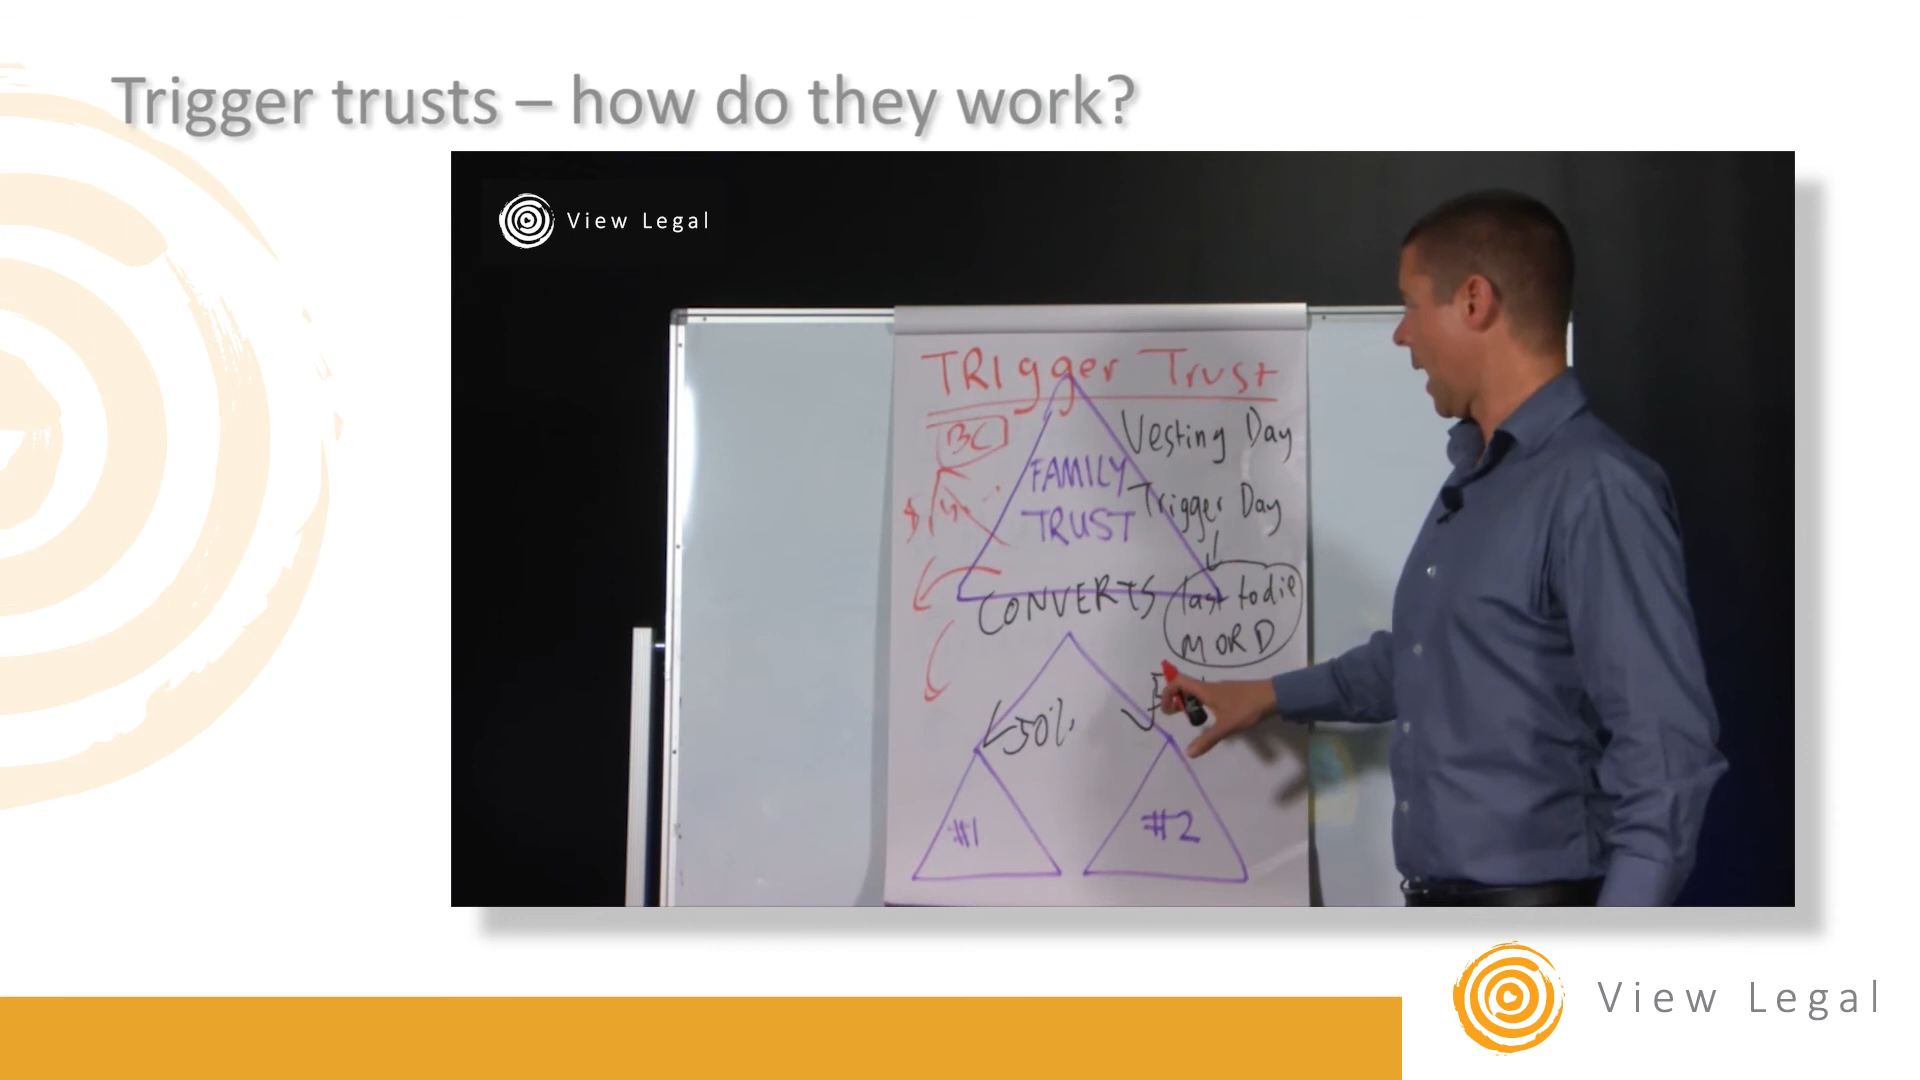 Trigger trusts – how do they work?
View Legal
TRIgger Trust
BC
Vesting Day
FAMILY
TRUST
Trigger Day
$
CONVERTS
last to die
M OR D
50%
#1
#2
View Legal